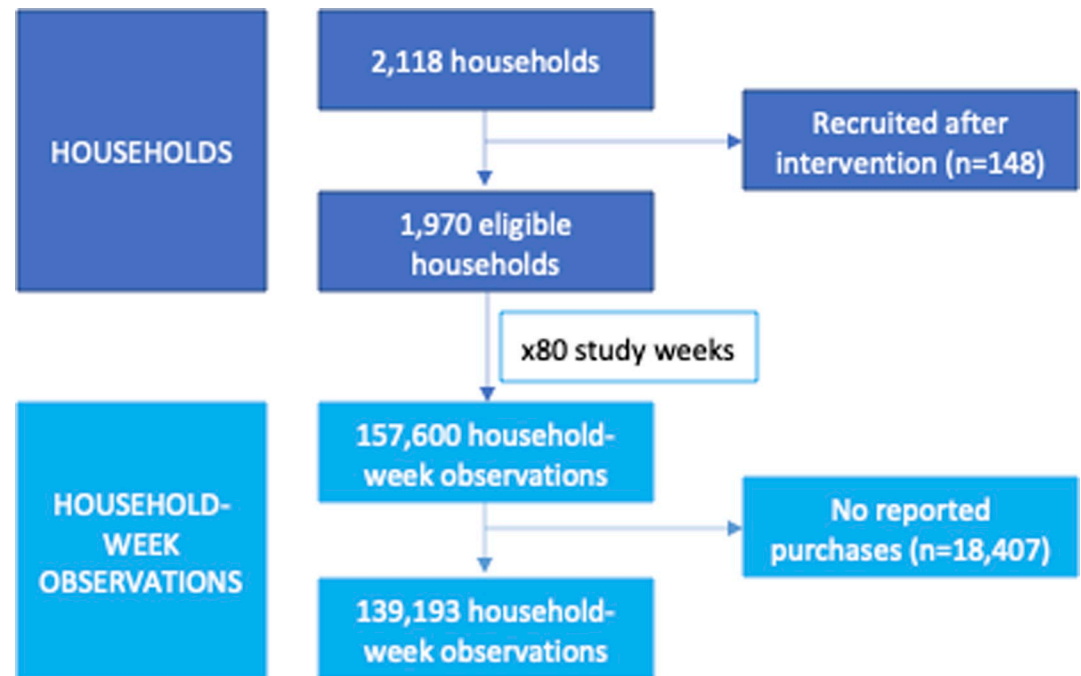 HOUSEHOLDS
2,118 households
Recruited after
intervention (n=148)
1,970 eligible
households
x80 study weeks
HOUSEHOLD-
WEEK
OBSERVATIONS
157,600 household-
week observations
No reported
purchases (n=18,407)
139,193 household-
week observations